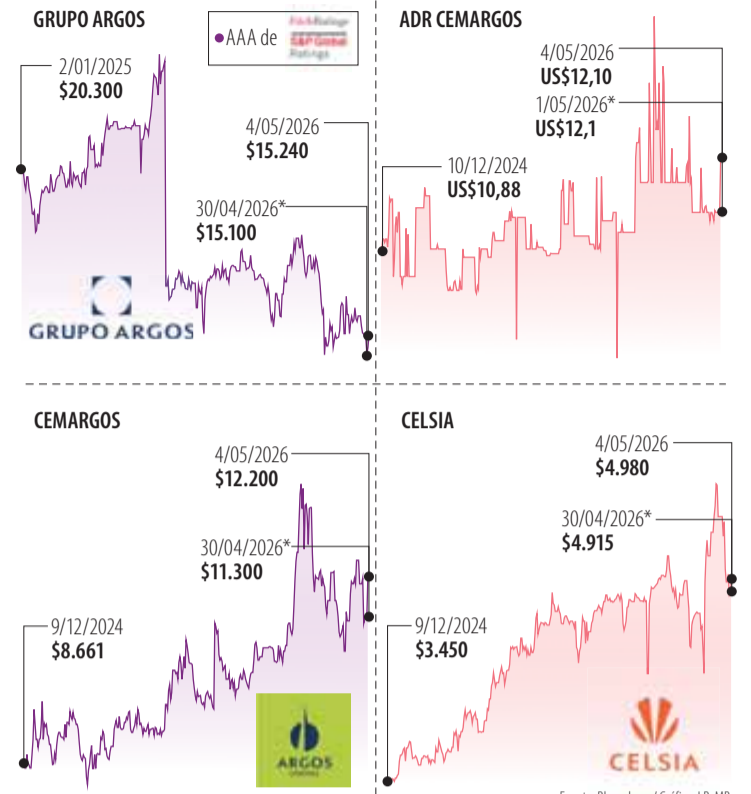 GRUPO ARGOS
AAA de
S&P Global
Ratings
2/01/2025
$20.300
4/05/2026
$15.240
30/04/2026*
$15.100
GRUPO ARGOS
ADR CEMARGOS
4/05/2026
US$12,10
1/05/2026*
US$12,1
10/12/2024
US$10,88
CEMARGOS
4/05/2026
$12.200
30/04/2026*
$11.300
9/12/2024
$8.661
ARGOS
CELSIA
4/05/2026
$4.980
30/04/2026*
$4.915
9/12/2024
$3.450
CELSIA